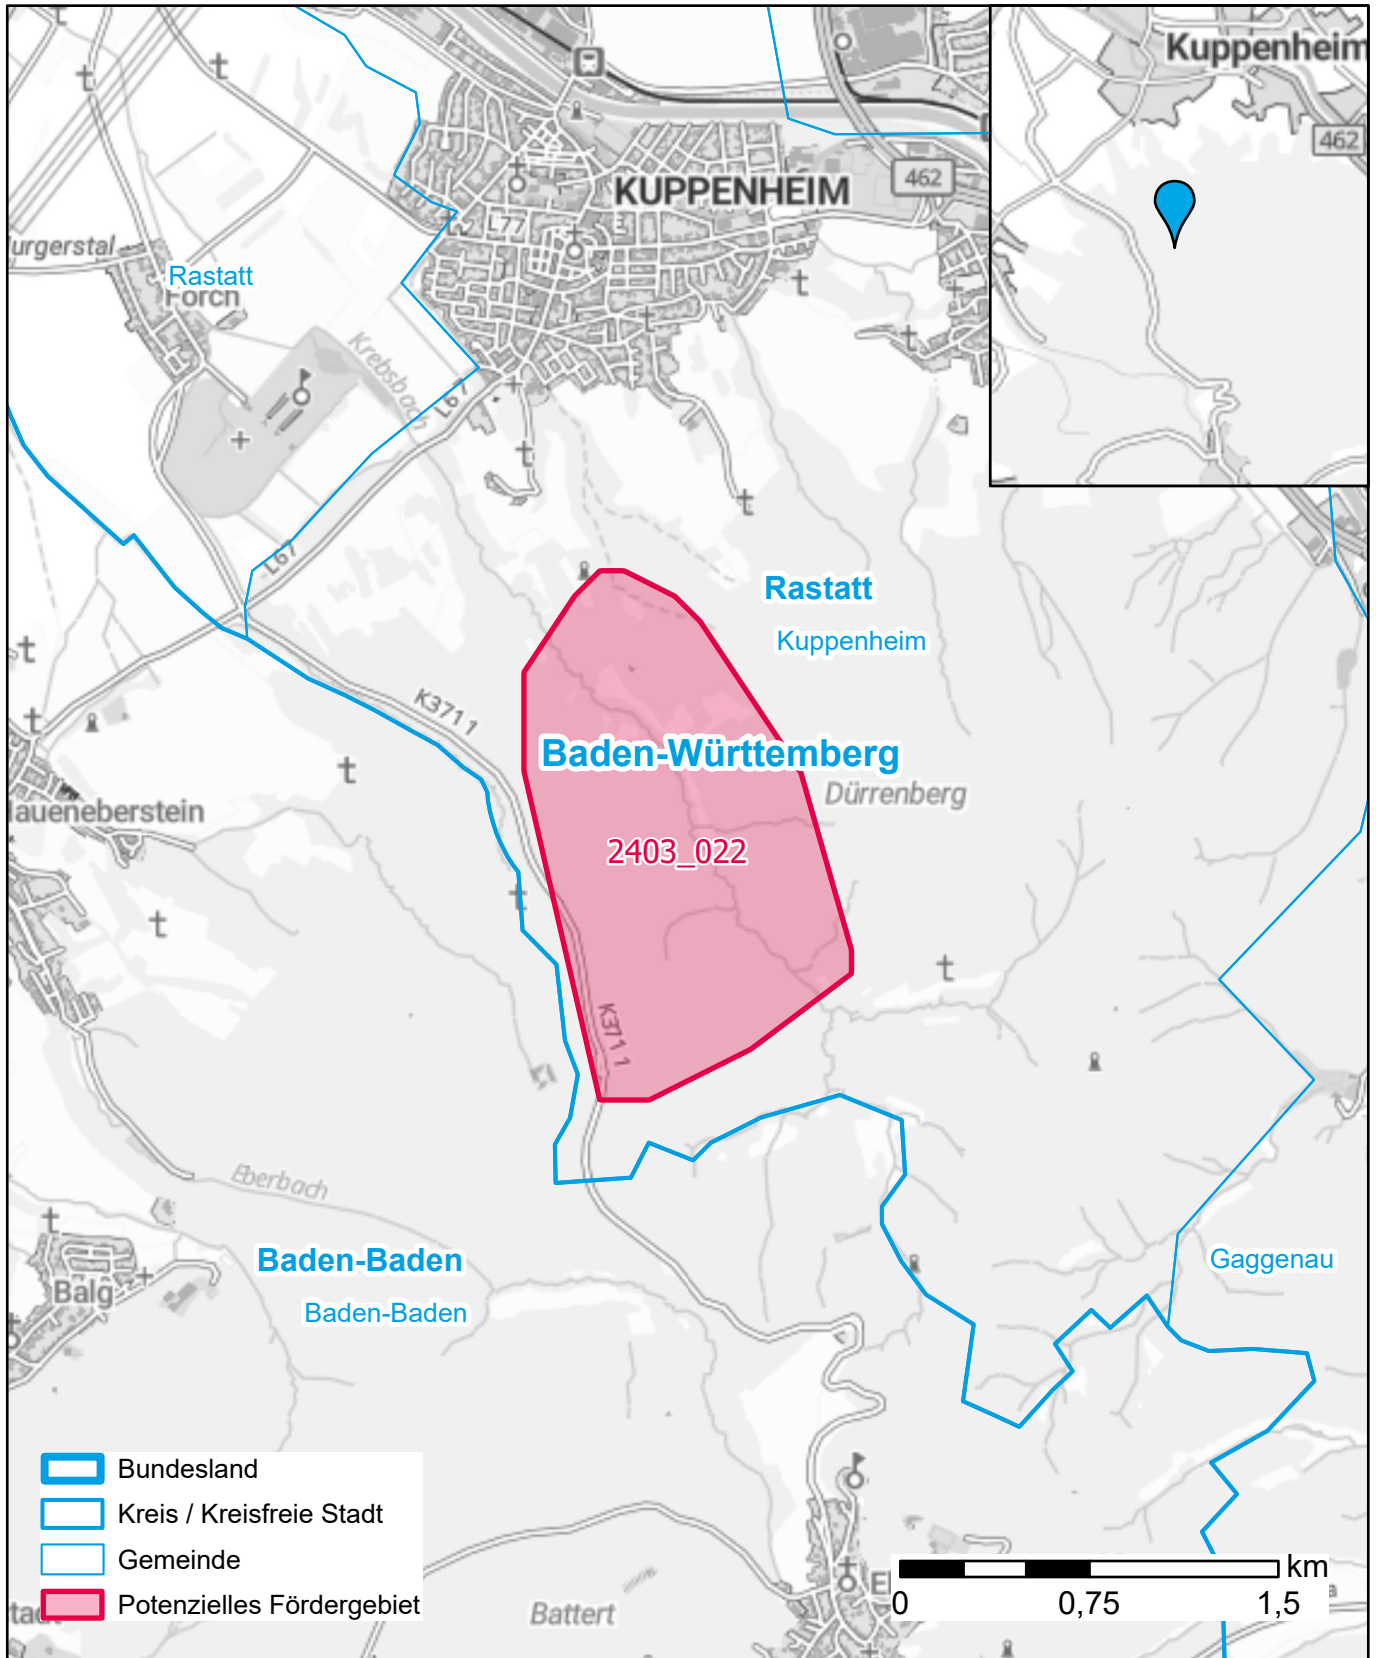 Kuppenheim
462
462
KUPPENHEIM
L77
urgerstal
Rastatt
Förch
Krebsbach
L67
L67
Rastatt
Kuppenheim
K3711
Baden-Württemberg
Dürrenberg
aueneberstein
2403_022
K3711
Eberbach
Baden-Baden
Baden-Baden
Gaggenau
Balg
Bundesland
Kreis / Kreisfreie Stadt
Gemeinde
Potenzielles Fördergebiet
Battert
km
0 0,75 1,5